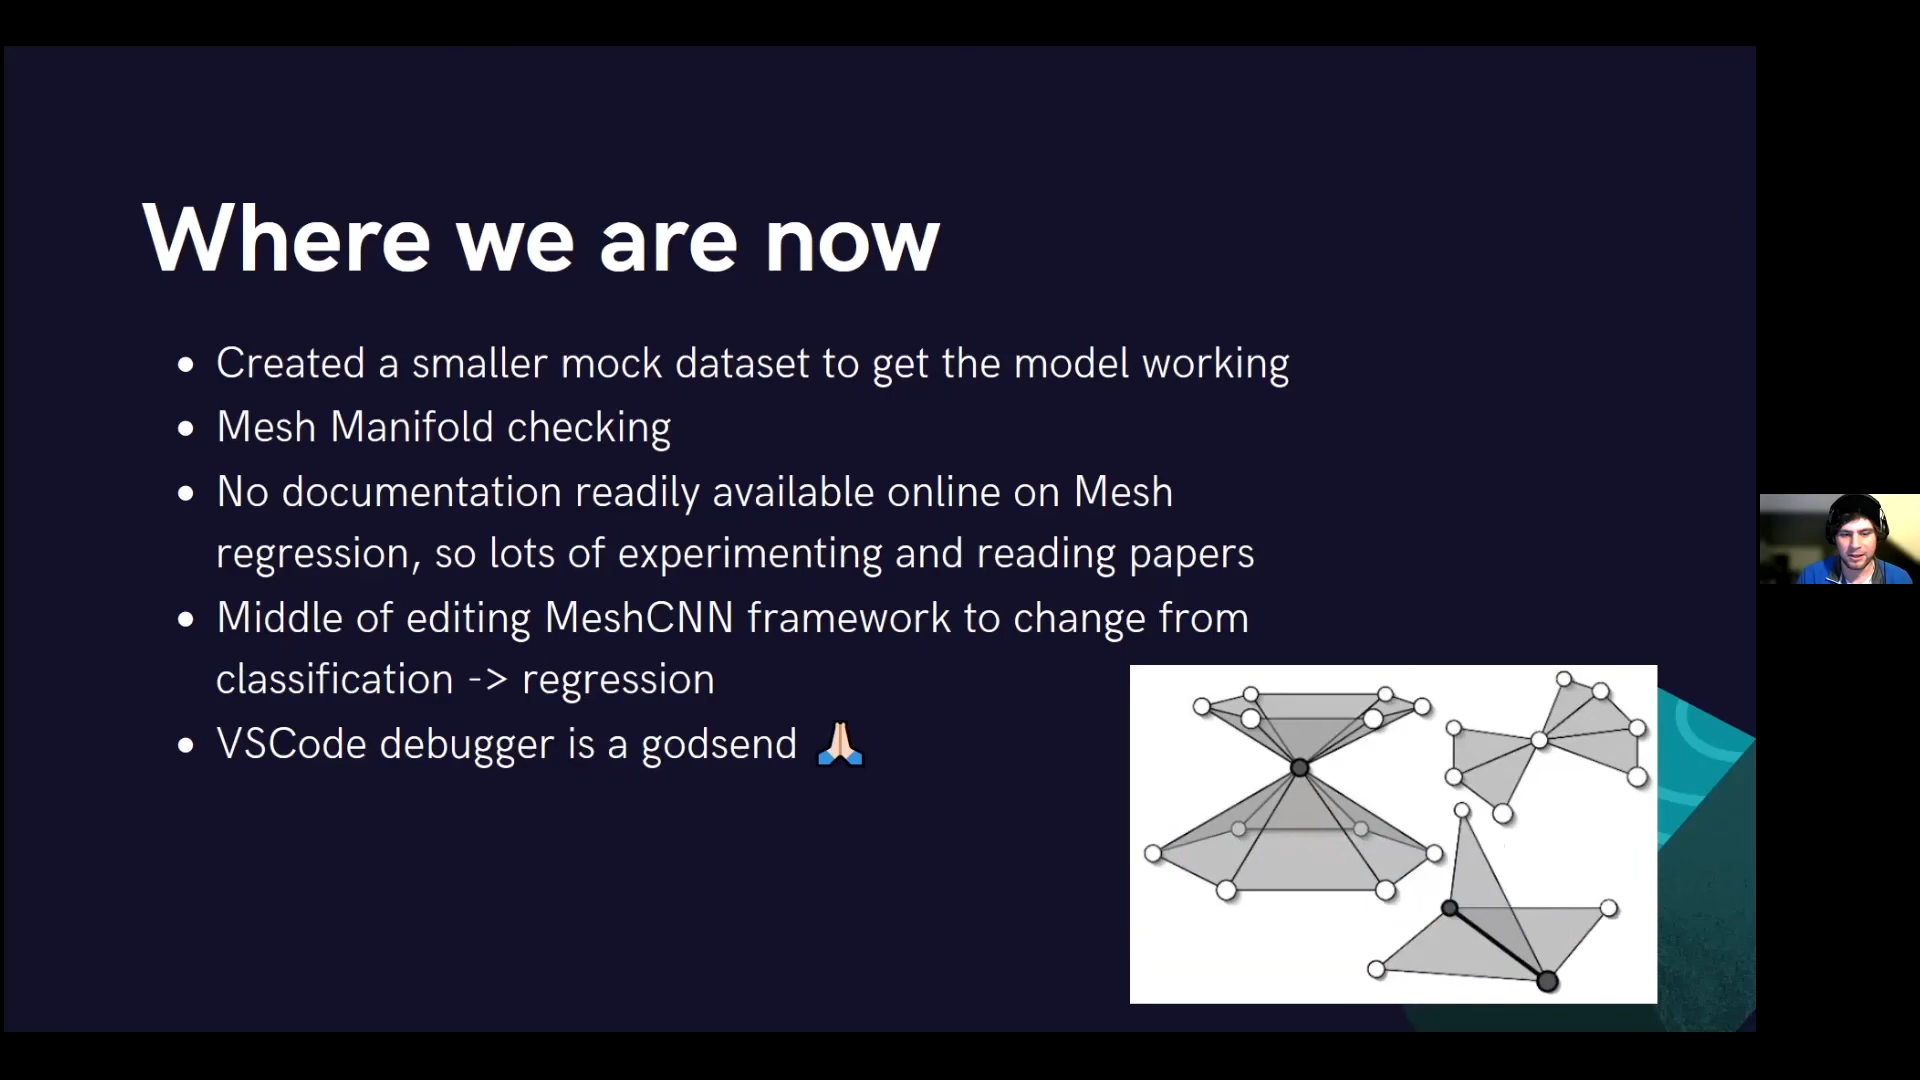 Where we are now
• Created a smaller mock dataset to get the model working
• Mesh Manifold checking
• No documentation readily available online on Mesh
regression, so lots of experimenting and reading papers
• Middle of editing MeshCNN framework to change from
classification -> regression
• VSCode debugger is a godsend 🙏🏻